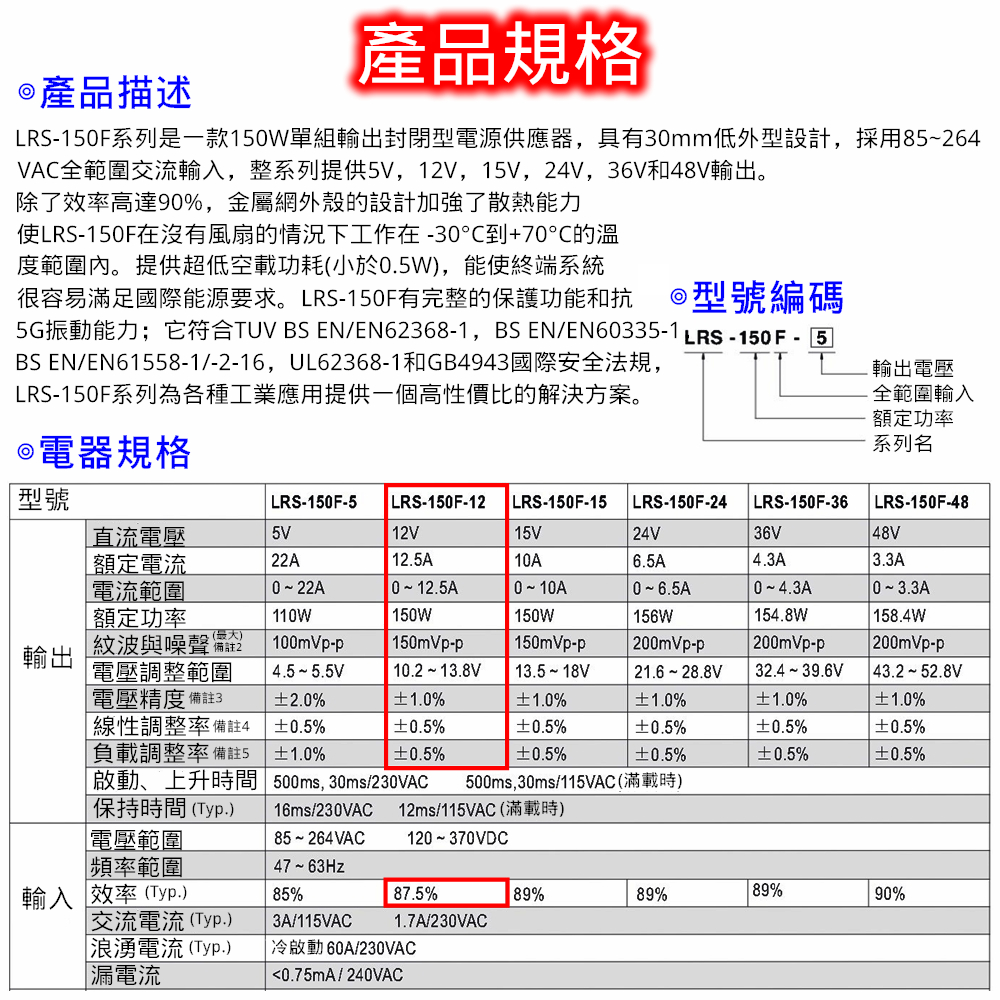 產品規格
◎產品描述
LRS-150F系列是一款150W單組輸出封閉型電源供應器，具有30mm低外型設計，採用85~264
VAC全範圍交流輸入，整系列提供5V，12V，15V，24V，36V和48V輸出。
除了效率高達90%，金屬網外殼的設計加強了散熱能力
使LRS-150F在沒有風扇的情況下工作在 -30°C到+70°C的溫
度範圍內。提供超低空載功耗(小於0.5W)，能使終端系統
很容易滿足國際能源要求。LRS-150F有完整的保護功能和抗
5G振動能力；它符合TUV BS EN/EN62368-1，BS EN/EN60335-1，
BS EN/EN61558-1/-2-16，UL62368-1和GB4943國際安全法規，
LRS-150F系列為各種工業應用提供一個高性價比的解決方案。
◎型號編碼
LRS - 150 F - 5
輸出電壓
全範圍輸入
額定功率
系列名
◎電器規格
型號 LRS-150F-5 LRS-150F-12 LRS-150F-15 LRS-150F-24 LRS-150F-36 LRS-150F-48
輸出
直流電壓 5V 12V 15V 24V 36V 48V
額定電流 22A 12.5A 10A 6.5A 4.3A 3.3A
電流範圍 0 ~ 22A 0 ~ 12.5A 0 ~ 10A 0 ~ 6.5A 0 ~ 4.3A 0 ~ 3.3A
額定功率 110W 150W 150W 156W 154.8W 158.4W
紋波與噪聲 (最大) 備註2 100mVp-p 150mVp-p 150mVp-p 200mVp-p 200mVp-p 200mVp-p
電壓調整範圍 4.5 ~ 5.5V 10.2 ~ 13.8V 13.5 ~ 18V 21.6 ~ 28.8V 32.4 ~ 39.6V 43.2 ~ 52.8V
電壓精度 備註3 ±2.0% ±1.0% ±1.0% ±1.0% ±1.0% ±1.0%
線性調整率 備註4 ±0.5% ±0.5% ±0.5% ±0.5% ±0.5% ±0.5%
負載調整率 備註5 ±1.0% ±0.5% ±0.5% ±0.5% ±0.5% ±0.5%
啟動、上升時間 500ms, 30ms/230VAC 500ms,30ms/115VAC(滿載時)
保持時間 (Typ.) 16ms/230VAC 12ms/115VAC (滿載時)
輸入
電壓範圍 85 ~ 264VAC 120 ~ 370VDC
頻率範圍 47 ~ 63Hz
效率 (Typ.) 85% 87.5% 89% 89% 89% 90%
交流電流 (Typ.) 3A/115VAC 1.7A/230VAC
浪湧電流 (Typ.) 冷啟動 60A/230VAC
漏電流 <0.75mA / 240VAC